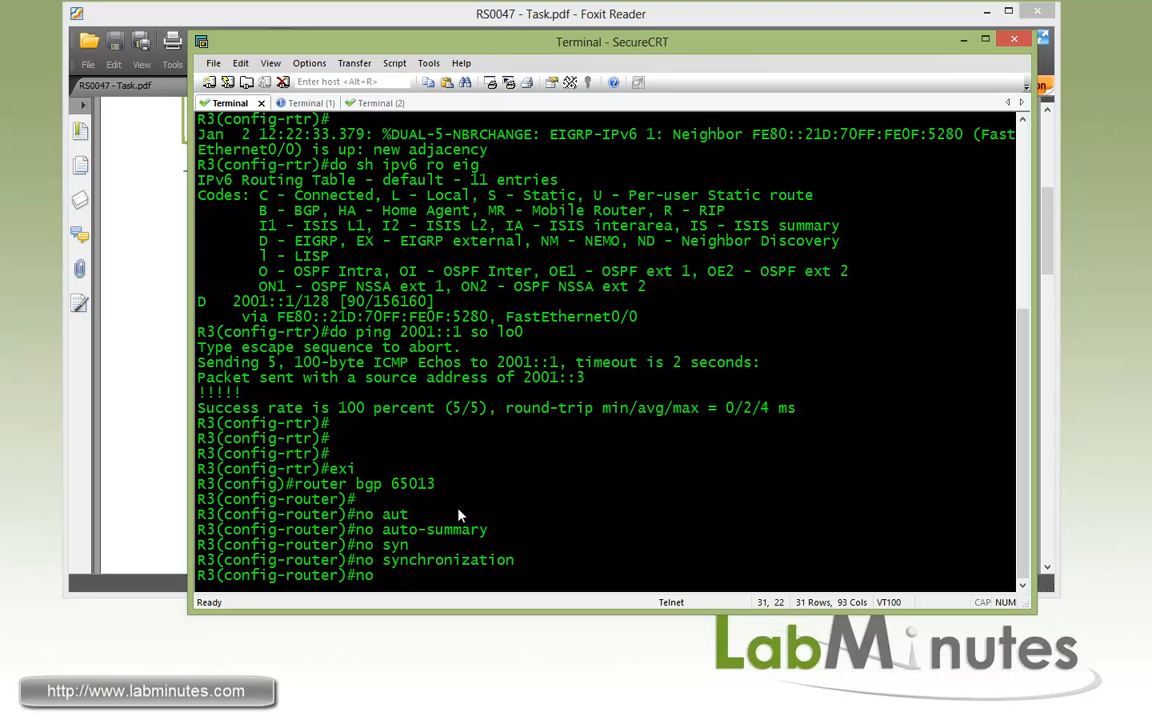 RS0047 - Task.pdf - Foxit Reader
File Edit View Tools
RS0047 - Task.pdf
Terminal - SecureCRT
File Edit View Options Transfer Script Tools Help
Enter host <Alt+R>
Terminal Terminal (1) Terminal (2)
R3(config-rtr)#
Jan  2 12:22:33.379: %DUAL-5-NBRCHANGE: EIGRP-IPv6 1: Neighbor FE80::21D:70FF:FE0F:5280 (Fast
Ethernet0/0) is up: new adjacency
R3(config-rtr)#do sh ipv6 ro eig
IPv6 Routing Table - default - 11 entries
Codes: C - Connected, L - Local, S - Static, U - Per-user Static route
B - BGP, HA - Home Agent, MR - Mobile Router, R - RIP
I1 - ISIS L1, I2 - ISIS L2, IA - ISIS interarea, IS - ISIS summary
D - EIGRP, EX - EIGRP external, NM - NEMO, ND - Neighbor Discovery
l - LISP
O - OSPF Intra, OI - OSPF Inter, OE1 - OSPF ext 1, OE2 - OSPF ext 2
ON1 - OSPF NSSA ext 1, ON2 - OSPF NSSA ext 2
D   2001::1/128 [90/156160]
via FE80::21D:70FF:FE0F:5280, FastEthernet0/0
R3(config-rtr)#do ping 2001::1 so lo0
Type escape sequence to abort.
Sending 5, 100-byte ICMP Echos to 2001::1, timeout is 2 seconds:
Packet sent with a source address of 2001::3
!!!!!
Success rate is 100 percent (5/5), round-trip min/avg/max = 0/2/4 ms
R3(config-rtr)#
R3(config-rtr)#
R3(config-rtr)#
R3(config-rtr)#exi
R3(config)#router bgp 65013
R3(config-router)#
R3(config-router)#no aut
R3(config-router)#no auto-summary
R3(config-router)#no syn
R3(config-router)#no synchronization
R3(config-router)#no
Ready Telnet 31, 22 31 Rows, 93 Cols VT100 CAP NUM
LabMinutes
http://www.labminutes.com